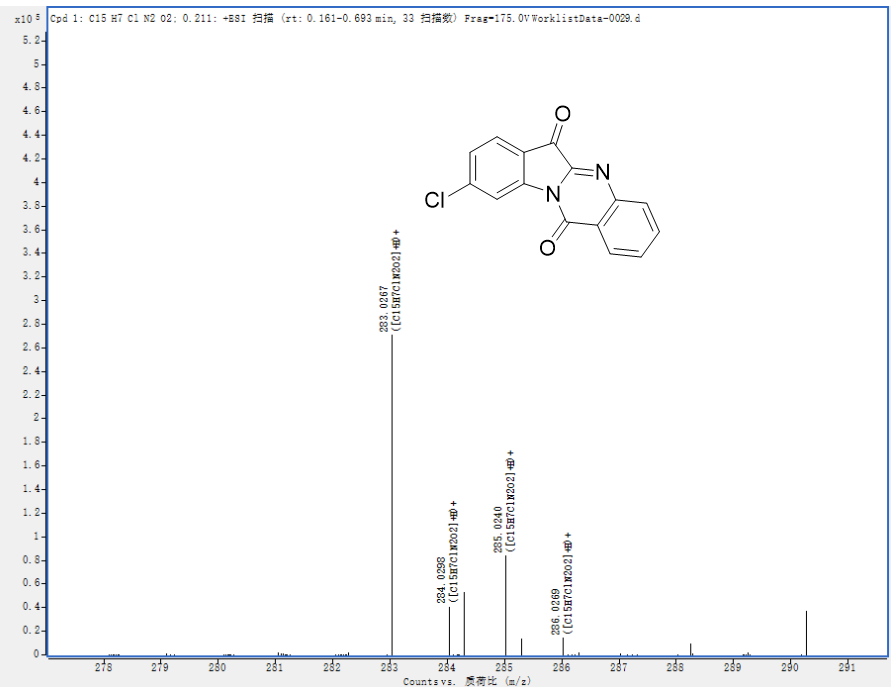 x10 5 Cpd 1: C15 H7 Cl N2 O2: 0.211: +ESI 扫描 (rt: 0.161-0.693 min, 33 扫描数) Frag=175.0V WorklistData-0029.d
5.2
5
4.8
4.6
4.4
4.2
4
3.8
3.6
3.4
3.2
3
2.8
2.6
2.4
2.2
2
1.8
1.6
1.4
1.2
1
0.8
0.6
0.4
0.2
0
O
N
N
Cl
O
283.0267
([C15H7ClN2O2]+H)+
284.0298
([C15H7ClN2O2]+H)+
285.0240
([C15H7ClN2O2]+H)+
286.0269
([C15H7ClN2O2]+H)+
278 279 280 281 282 283 284 285 286 287 288 289 290 291
Counts vs. 质荷比 (m/z)